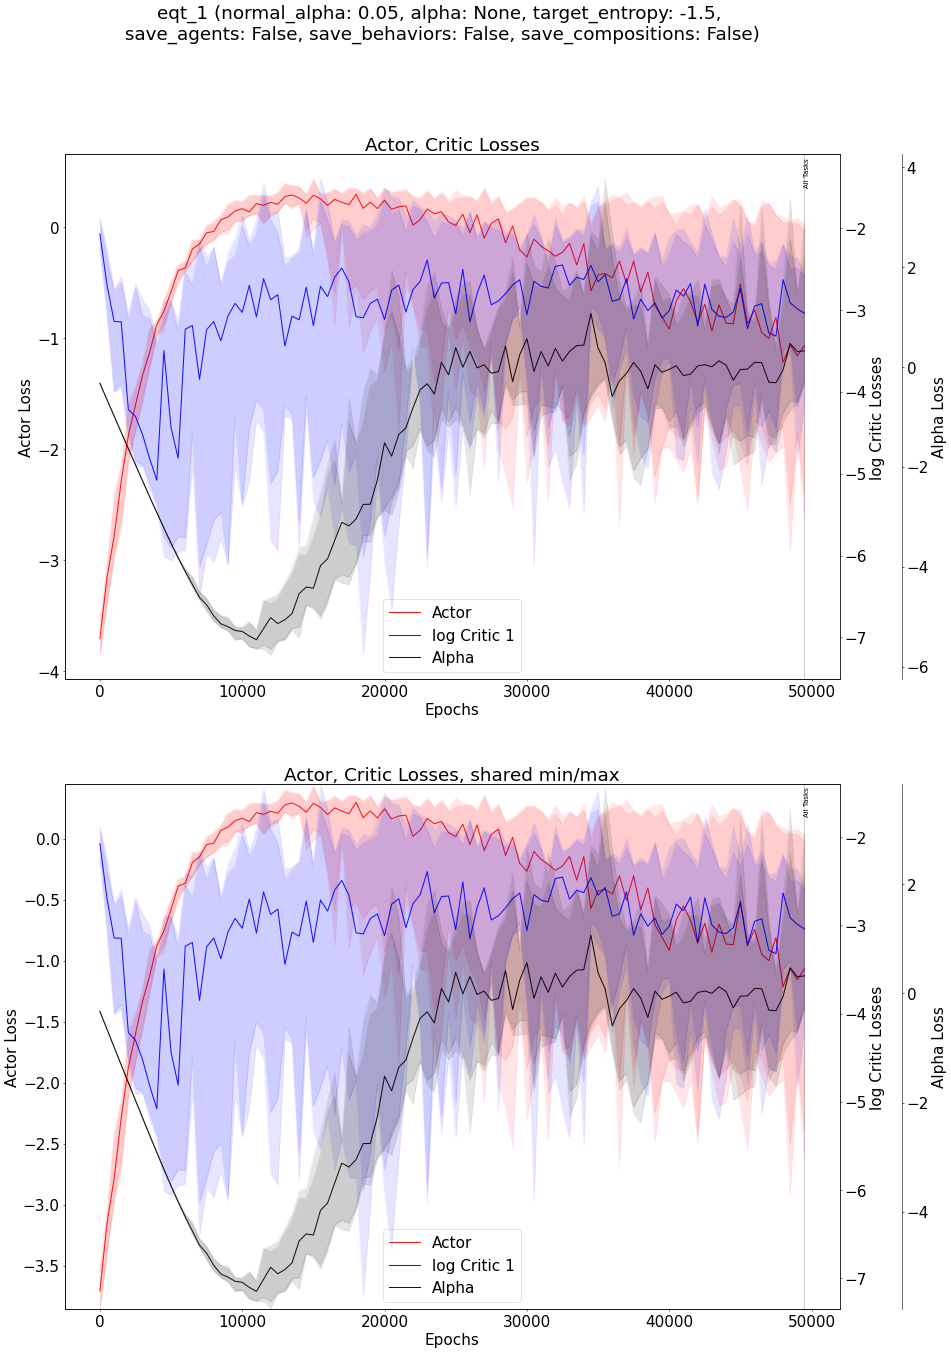 eqt_1 (normal_alpha: 0.05, alpha: None, target_entropy: -1.5,
save_agents: False, save_behaviors: False, save_compositions: False)
Actor, Critic Losses
All Tasks
0
−1
−2
−3
−4
Actor Loss
−2
−3
−4
−5
−6
−7
log Critic Losses
4
2
0
−2
−4
−6
Alpha Loss
Actor
log Critic 1
Alpha
0 10000 20000 30000 40000 50000
Epochs
Actor, Critic Losses, shared min/max
All Tasks
0.0
−0.5
−1.0
−1.5
−2.0
−2.5
−3.0
−3.5
Actor Loss
−2
−3
−4
−5
−6
−7
log Critic Losses
2
0
−2
−4
Alpha Loss
Actor
log Critic 1
Alpha
0 10000 20000 30000 40000 50000
Epochs